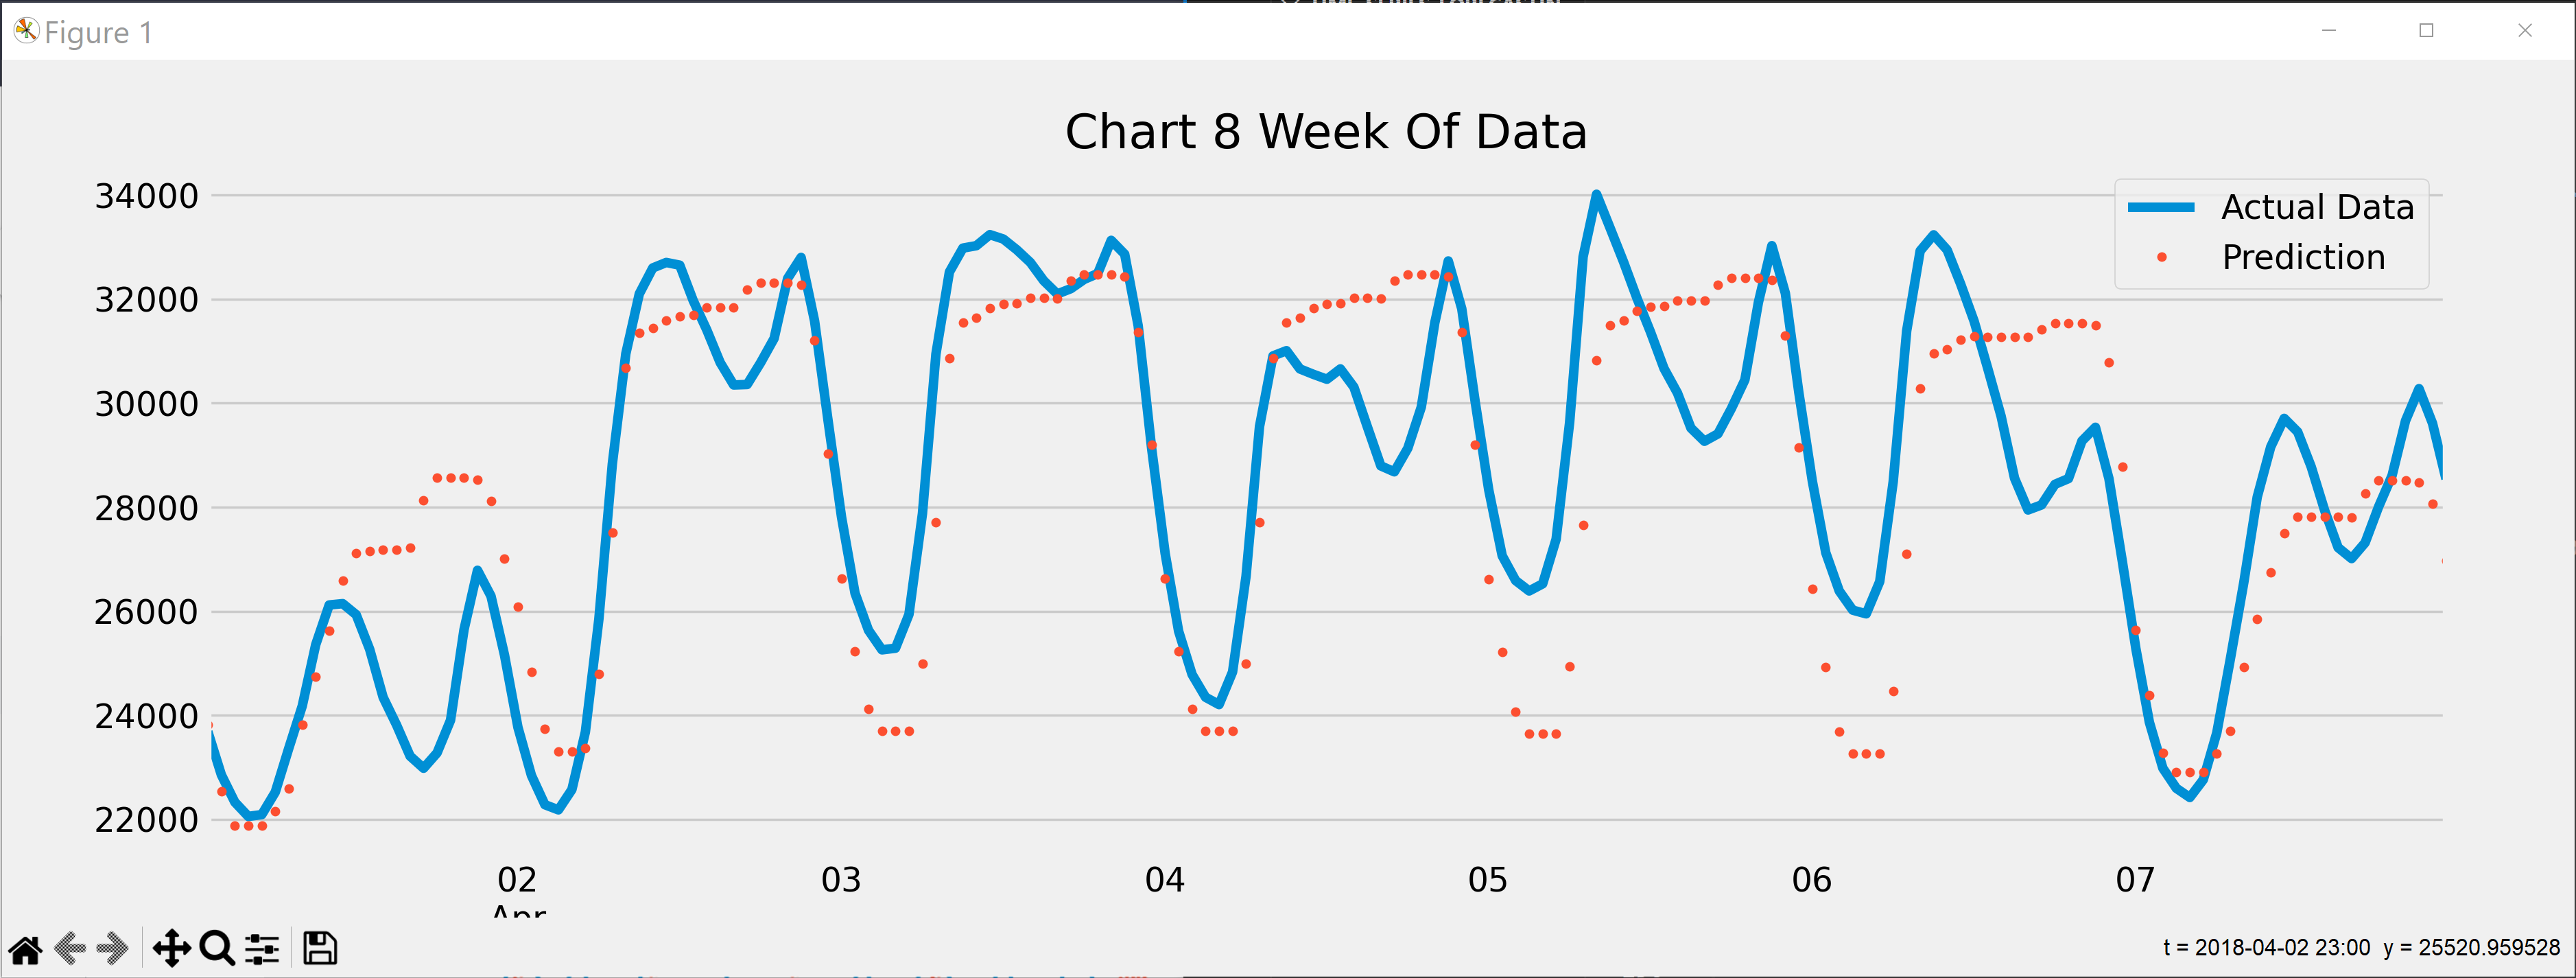 Figure 1
Chart 8 Week Of Data
34000
32000
30000
28000
26000
24000
22000
Actual Data
Prediction
02
03
04
05
06
07
Apr
t = 2018-04-02 23:00 y = 25520.959528